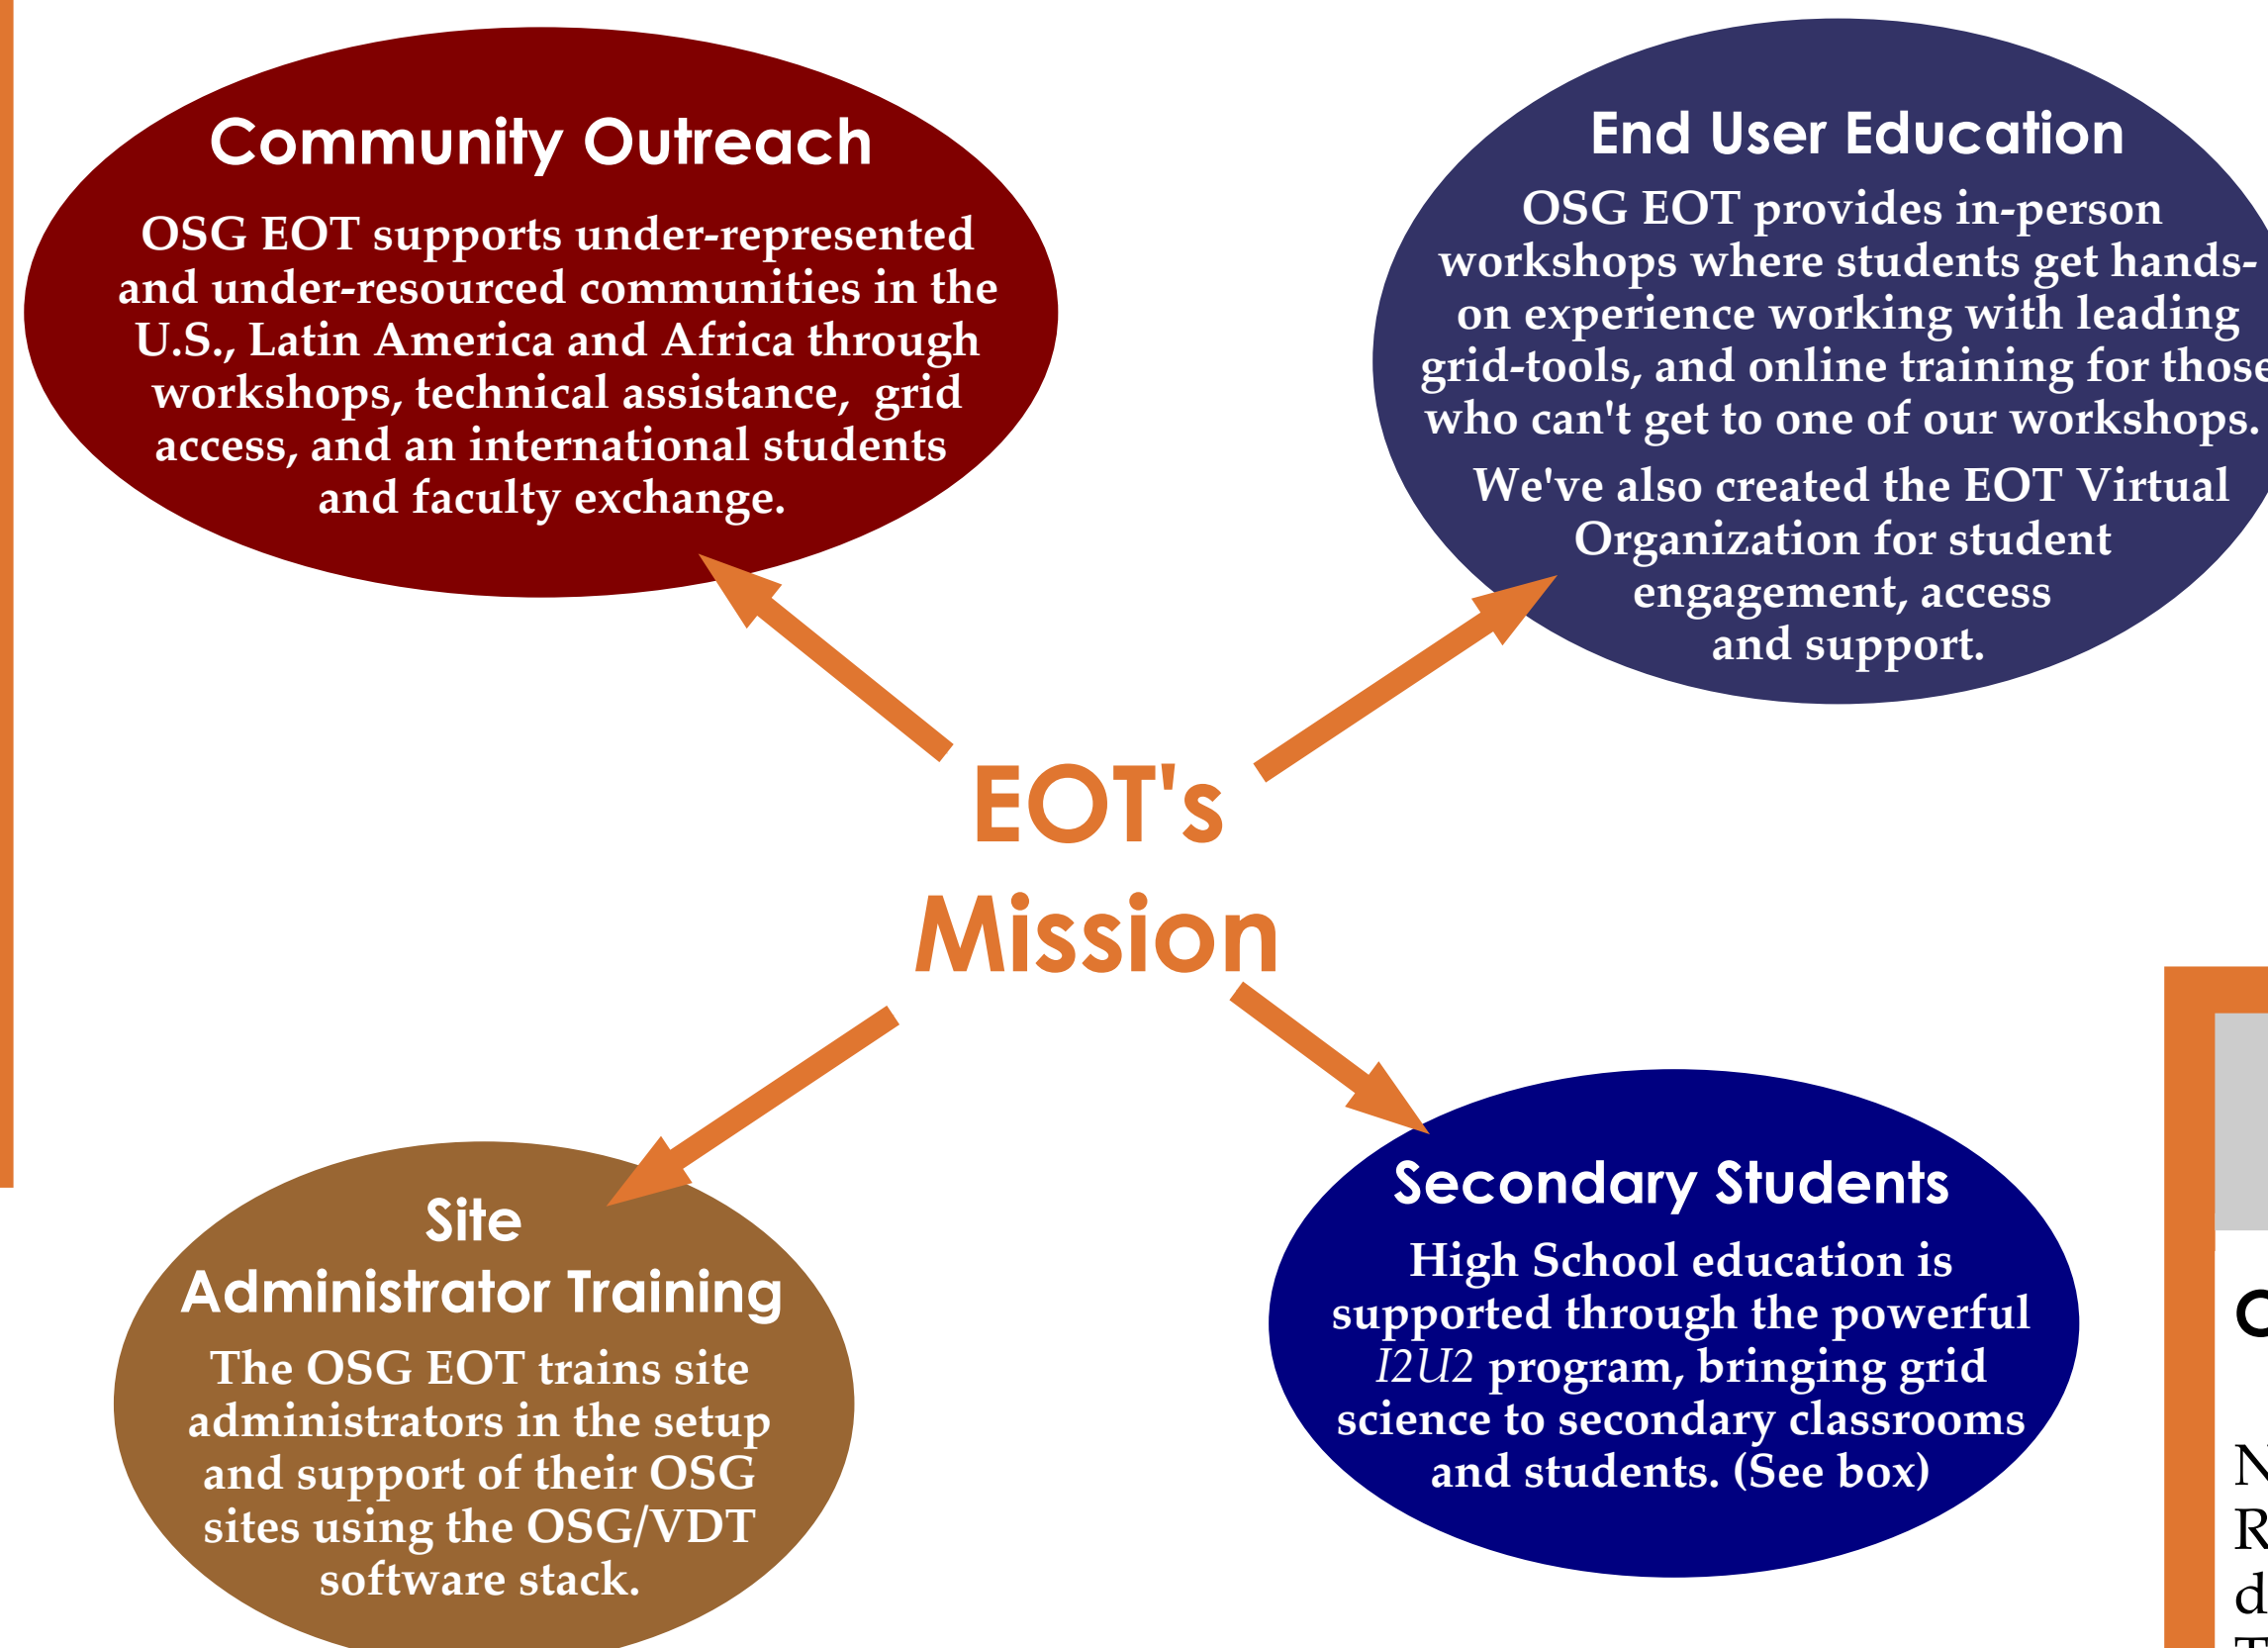 Community Outreach
OSG EOT supports under-represented
and under-resourced communities in the
U.S., Latin America and Africa through
workshops, technical assistance,  grid
access, and an international students
and faculty exchange.
End User Education
OSG EOT provides in-person
workshops where students get hands-
on experience working with leading
grid-tools, and online training for those
who can't get to one of our workshops.
We've also created the EOT Virtual
Organization for student
engagement, access
and support.
EOT's
Mission
Site
Administrator Training
The OSG EOT trains site
administrators in the setup
and support of their OSG
sites using the OSG/VDT
software stack.
Secondary Students
High School education is
supported through the powerful
I2U2 program, bringing grid
science to secondary classrooms
and students. (See box)